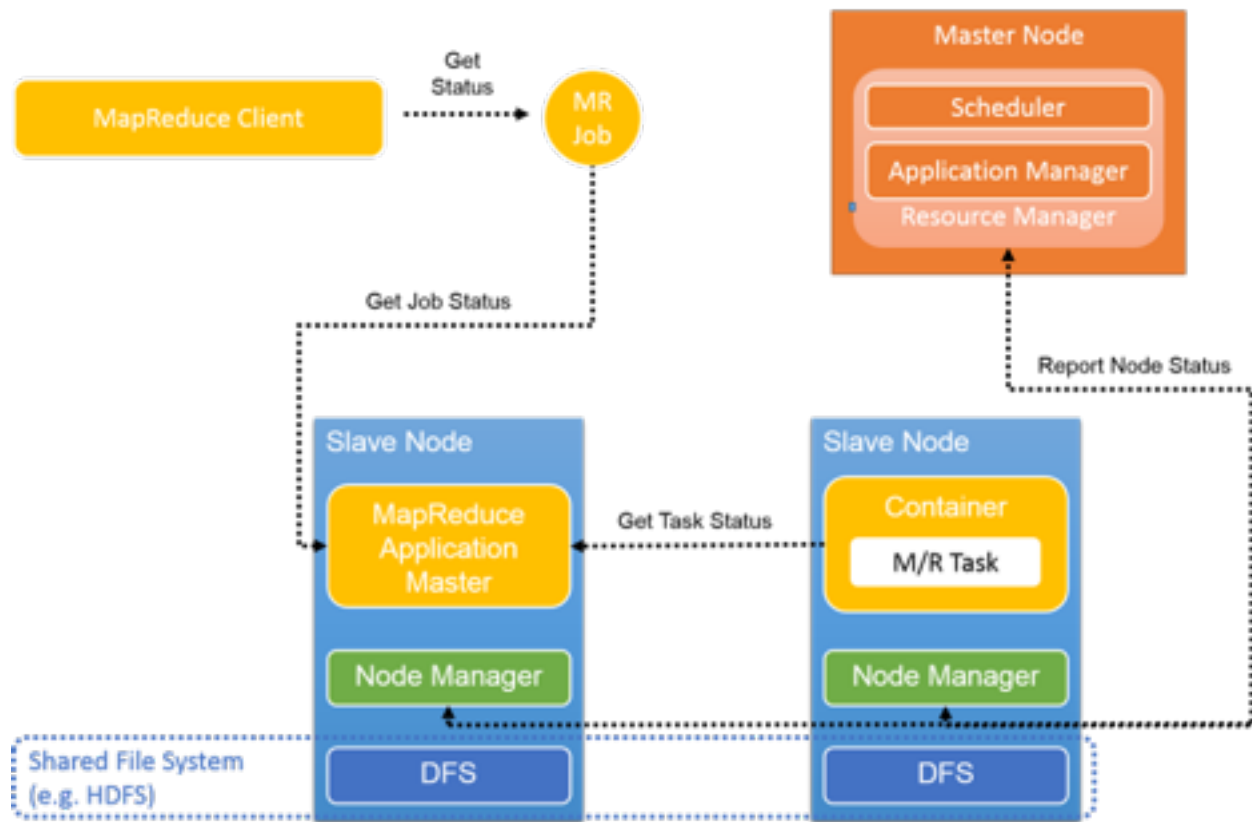 Master Node
Get
Status
MapReduce Client
MR
Job
Scheduler
Application Manager
Resource Manager
Get Job Status
Report Node Status
Slave Node
Slave Node
MapReduce
Application
Master
Get Task Status
Container
M/R Task
Node Manager
Node Manager
Shared File System
(e.g. HDFS)
DFS
DFS